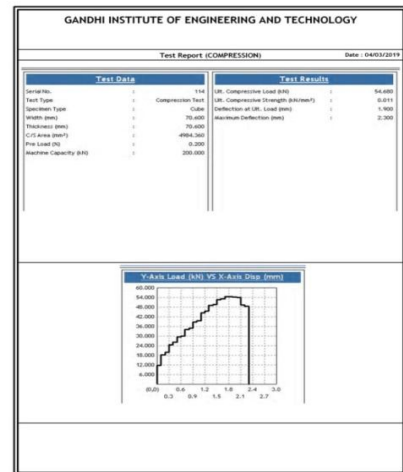 GANDHI INSTITUTE OF ENGINEERING AND TECHNOLOGY
Test Report (COMPRESSION) Date : 04/03/2019
Test Data
Serial No. : 114
Test Type : Compression Test
Specimen Type : Cube
Width (mm) : 70.600
Thickness (mm) : 70.600
C/S Area (mm²) : 4984.360
Pre Load (N) : 0.200
Machine Capacity (kN) : 200.000
Test Results
Ult. Compressive Load (kN) : 54.680
Ult. Compressive Strength (kN/mm²) : 0.011
Deflection at Ult. Load (mm) : 1.900
Maximum Deflection (mm) : 2.300
Y-Axis Load (kN) VS X-Axis Disp (mm)
60.000
54.000
48.000
42.000
36.000
30.000
24.000
18.000
12.000
6.000
(0,0) 0.6 1.2 1.8 2.4 3.0
0.3 0.9 1.5 2.1 2.7